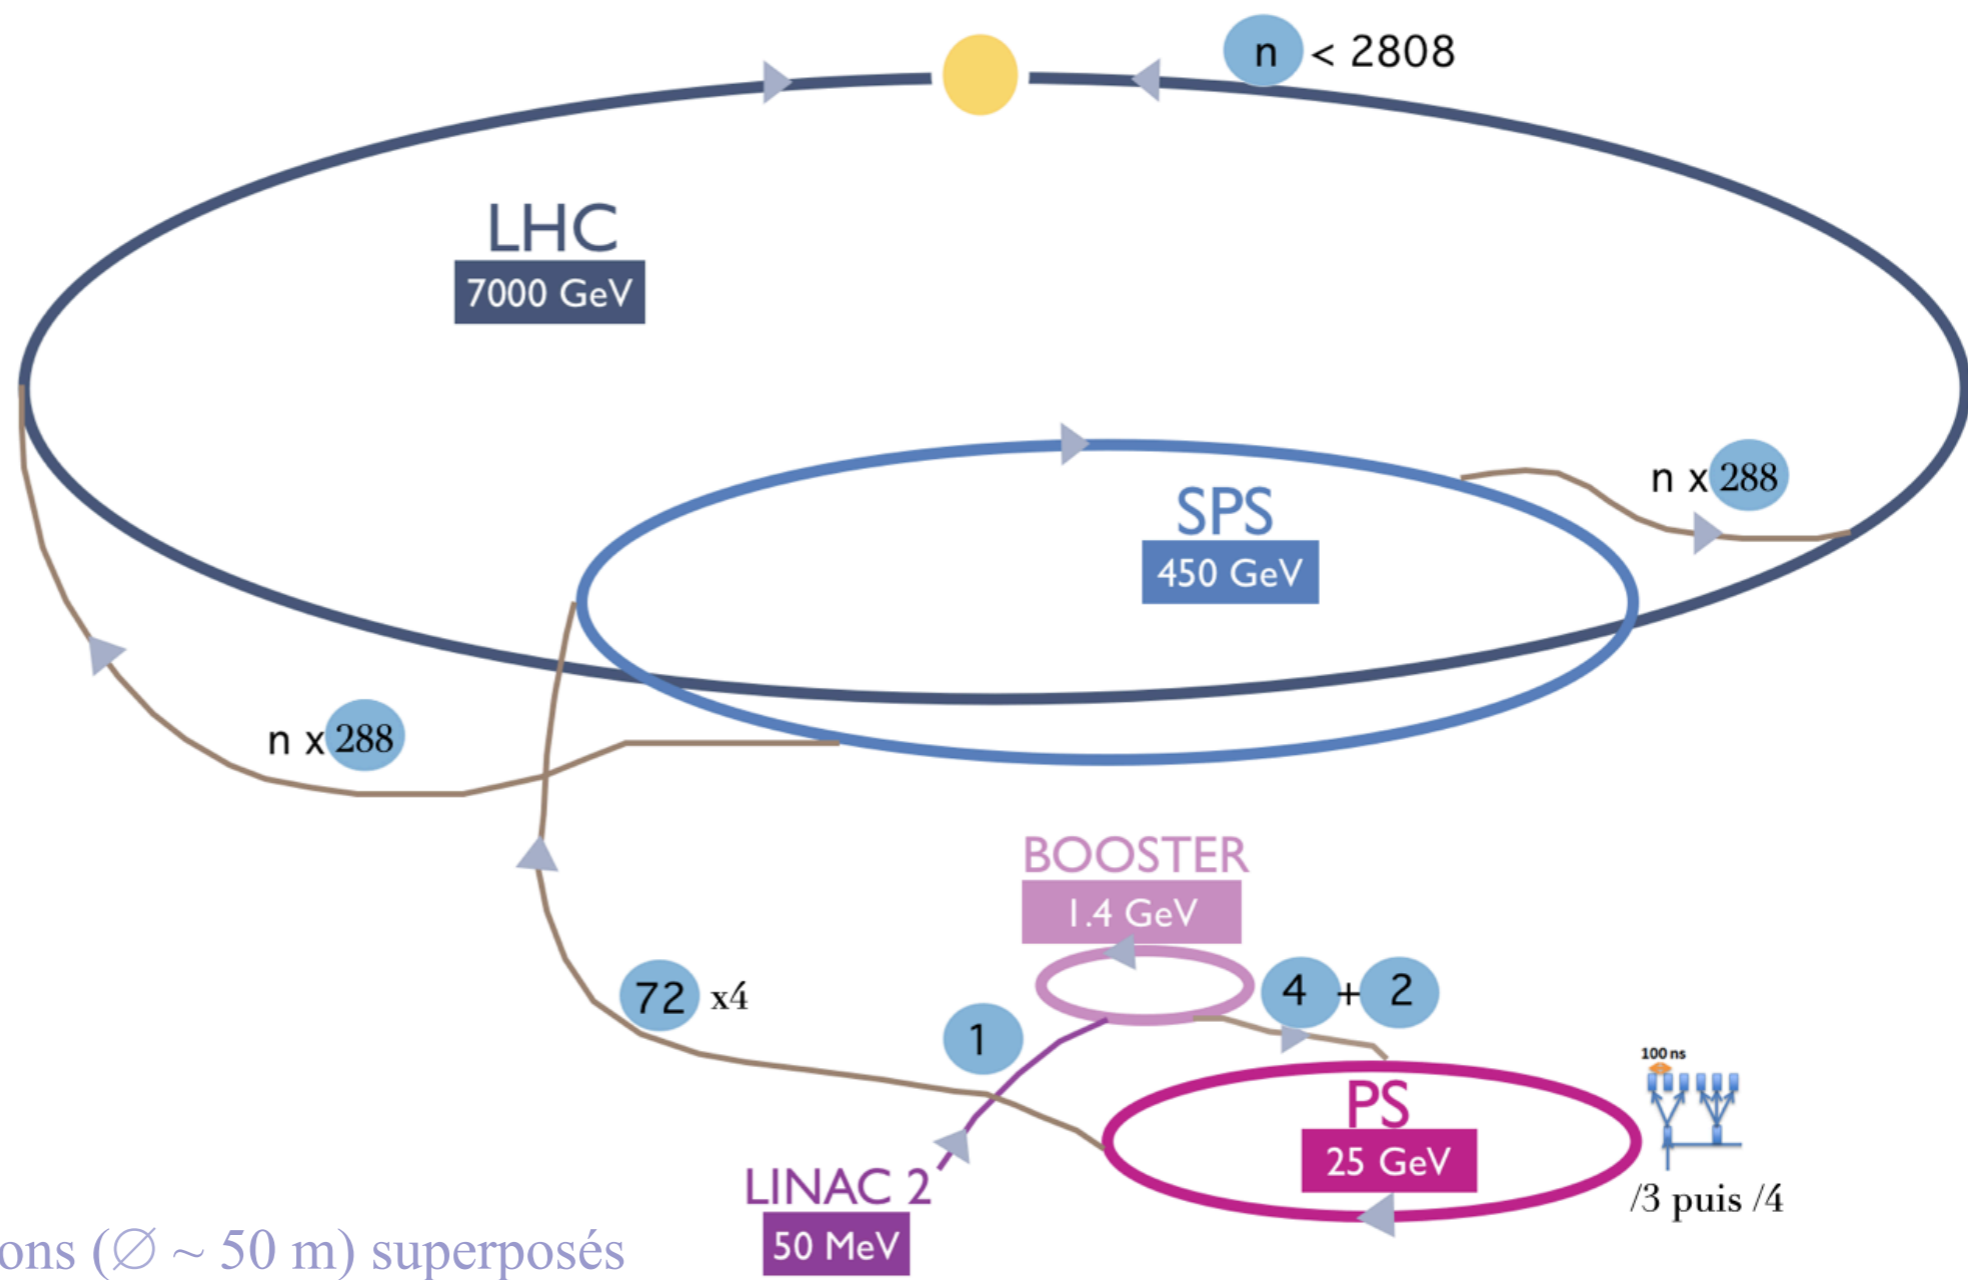 n < 2808
LHC
7000 GeV
n x 288
SPS
450 GeV
n x 288
BOOSTER
1.4 GeV
72 x4
4 + 2
1
100 ns
PS
25 GeV
/3 puis /4
LINAC 2
50 MeV
ons (∅ ~ 50 m) superposés